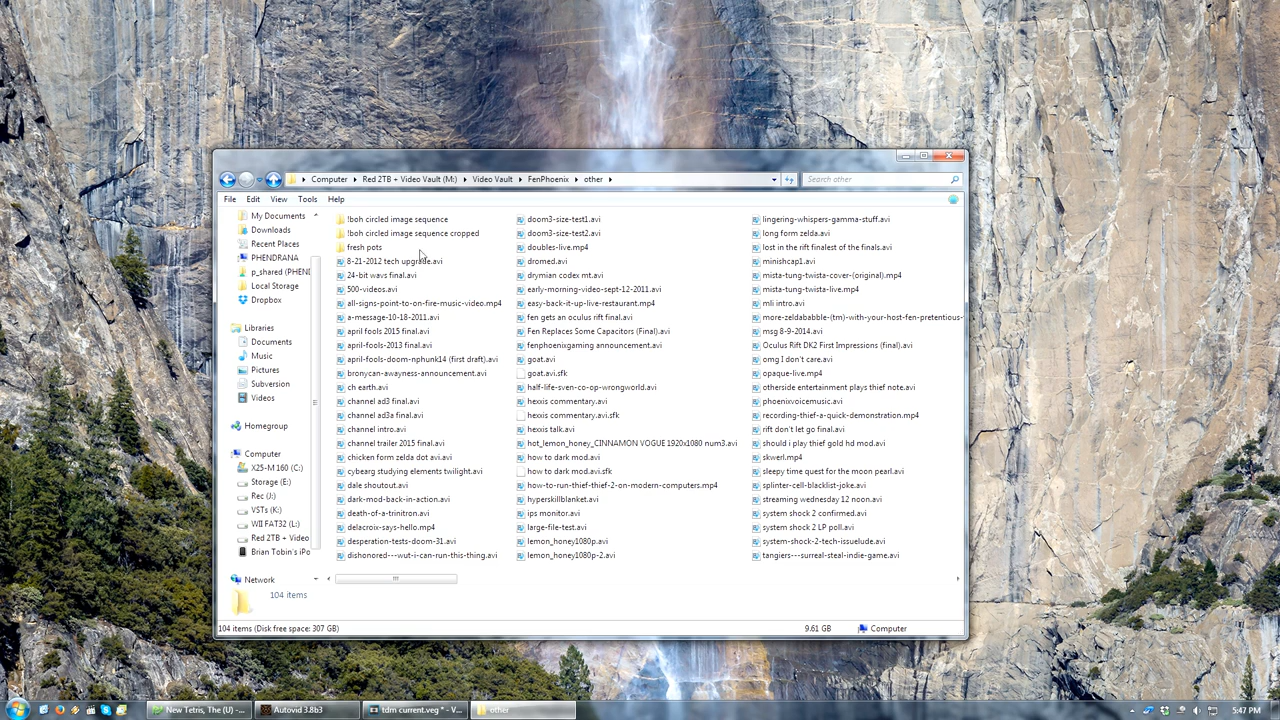 Computer Red 2TB + Video Vault (M:) Video Vault FenPhoenix other
Search other
File Edit View Tools Help
My Documents
Downloads
Recent Places
PHENDRANA
p_shared (PHENI
Local Storage
Dropbox
Libraries
Documents
Music
Pictures
Subversion
Videos
Homegroup
Computer
X25-M 160 (C:)
Storage (E:)
Rec (J:)
VSTs (K:)
WII FAT32 (L:)
Red 2TB + Video
Brian Tobin's iPo
Network
!boh circled image sequence
!boh circled image sequence cropped
fresh pots
8-21-2012 tech upgrade.avi
24-bit wavs final.avi
500-videos.avi
all-signs-point-to-on-fire-music-video.mp4
a-message-10-18-2011.avi
april fools 2015 final.avi
april-fools-2013 final.avi
april-fools-doom-nphunk14 (first draft).avi
bronycan-awayness-announcement.avi
ch earth.avi
channel ad3 final.avi
channel ad3a final.avi
channel intro.avi
channel trailer 2015 final.avi
chicken form zelda dot avi.avi
cybearg studying elements twilight.avi
dale shoutout.avi
dark-mod-back-in-action.avi
death-of-a-trinitron.avi
delacroix-says-hello.mp4
desperation-tests-doom-31.avi
dishonored---wut-i-can-run-this-thing.avi
doom3-size-test1.avi
doom3-size-test2.avi
doubles-live.mp4
dromed.avi
drymian codex mt.avi
early-morning-video-sept-12-2011.avi
easy-back-it-up-live-restaurant.mp4
fen gets an oculus rift final.avi
Fen Replaces Some Capacitors (Final).avi
fenphoenixgaming announcement.avi
goat.avi
goat.avi.sfk
half-life-sven-co-op-wrongworld.avi
hexxis commentary.avi
hexxis commentary.avi.sfk
hexxis talk.avi
hot_lemon_honey_CINNAMON VOGUE 1920x1080 num3.avi
how to dark mod.avi
how to dark mod.avi.sfk
how-to-run-thief-thief-2-on-modern-computers.mp4
hyperskillblanket.avi
ips monitor.avi
large-file-test.avi
lemon_honey1080p.avi
lemon_honey1080p-2.avi
lingering-whispers-gamma-stuff.avi
long form zelda.avi
lost in the rift finalest of the finals.avi
minishcap1.avi
mista-tung-twista-cover-(original).mp4
mista-tung-twista-live.mp4
mli intro.avi
more-zeldababble-(tm)-with-your-host-fen-pretentious-
msg 8-9-2014.avi
Oculus Rift DK2 First Impressions (final).avi
omg I don't care.avi
opaque-live.mp4
otherside entertainment plays thief note.avi
phoenixvoicemusic.avi
recording-thief-a-quick-demonstration.mp4
rift don't let go final.avi
should i play thief gold hd mod.avi
skwerl.mp4
sleepy time quest for the moon pearl.avi
splinter-cell-blacklist-joke.avi
streaming wednesday 12 noon.avi
system shock 2 confirmed.avi
system shock 2 LP poll.avi
system-shock-2-tech-issuelude.avi
tangiers---surreal-steal-indie-game.avi
104 items
104 items (Disk free space: 307 GB)
9.61 GB
Computer
New Tetris, The (U) -...
Autovid 3.8b3
tdm current.veg * - V...
other
5:47 PM